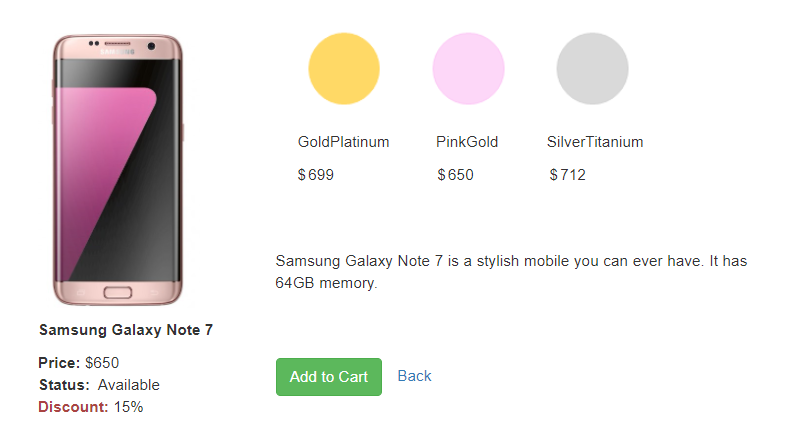 SAMSUNG
GoldPlatinum PinkGold SilverTitanium
$ 699 $ 650 $ 712
Samsung Galaxy Note 7 is a stylish mobile you can ever have. It has
64GB memory.
Samsung Galaxy Note 7
Price: $650
Status: Available
Discount: 15%
Add to Cart Back